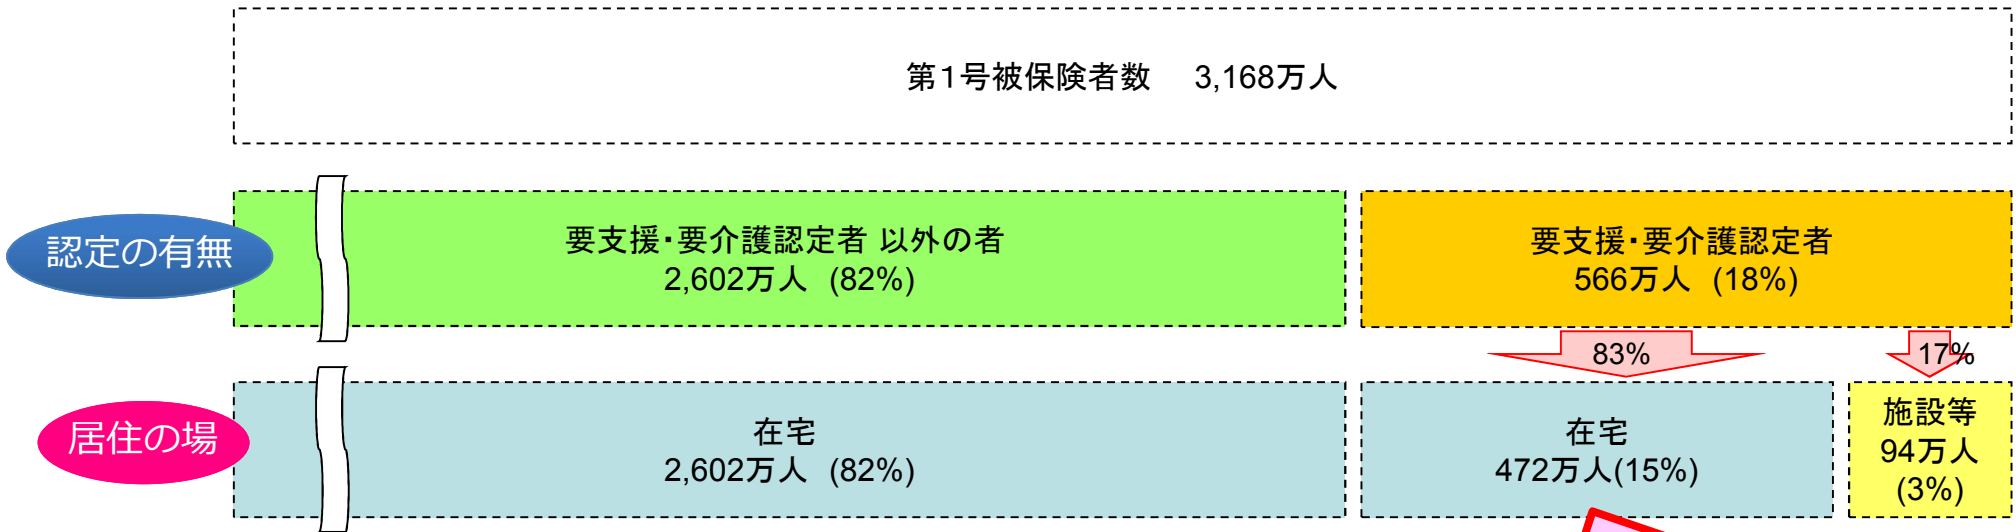 第1号被保険者数　3,168万人
認定の有無
要支援・要介護認定者 以外の者
2,602万人 (82%)
要支援・要介護認定者
566万人 (18%)
83%
17%
居住の場
在宅
2,602万人 (82%)
在宅
472万人(15%)
施設等
94万人
(3%)